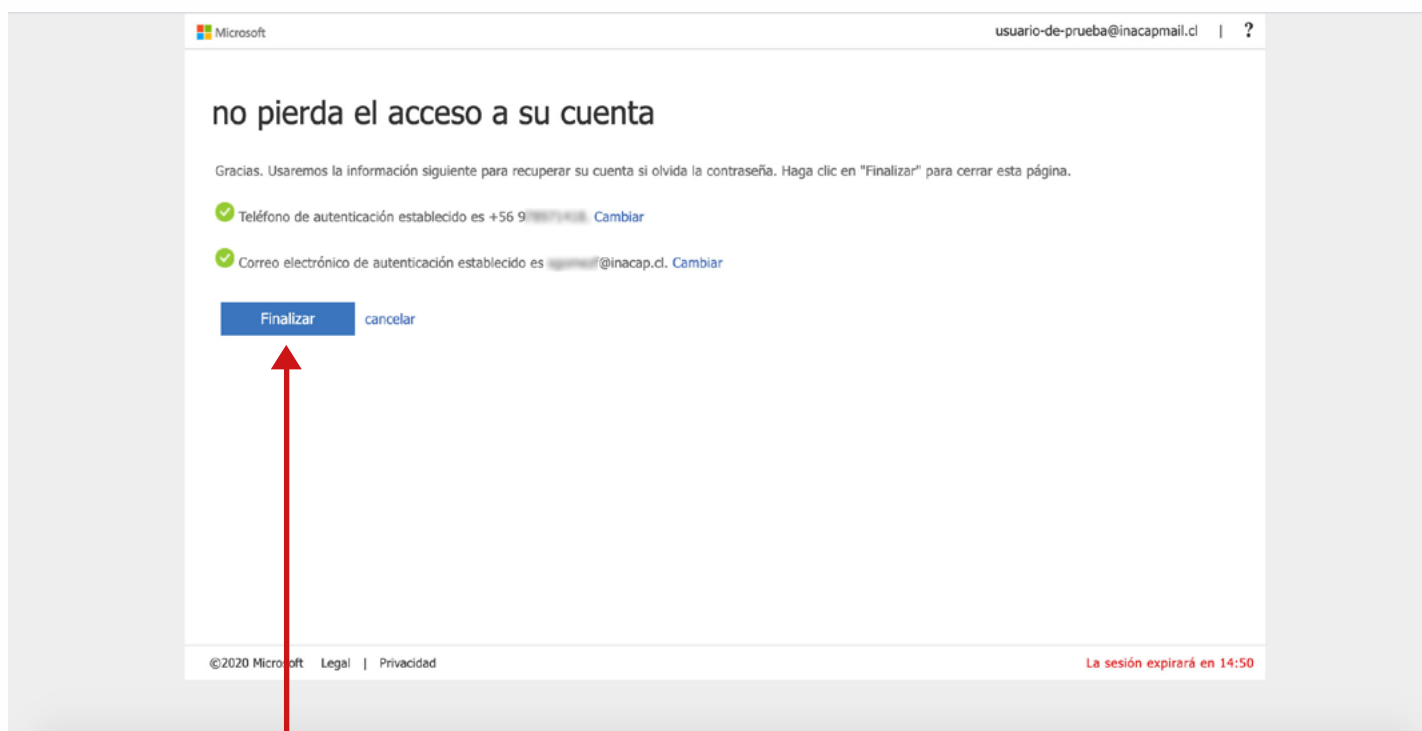 Microsoft
usuario-de-prueba@inacapmail.cl | ?
no pierda el acceso a su cuenta
Gracias. Usaremos la información siguiente para recuperar su cuenta si olvida la contraseña. Haga clic en "Finalizar" para cerrar esta página.
Teléfono de autenticación establecido es +56 9 Cambiar
Correo electrónico de autenticación establecido es @inacap.cl. Cambiar
Finalizar cancelar
©2020 Microsoft Legal | Privacidad
La sesión expirará en 14:50